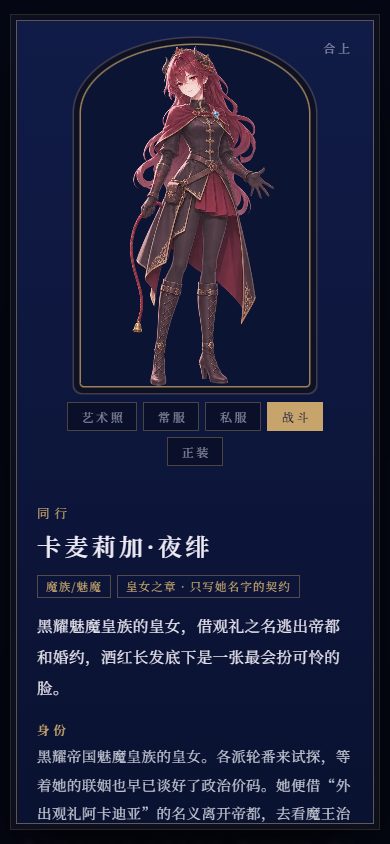 合上
艺术照
常服
私服
战斗
正装
同行
卡麦莉加·夜绯
魔族/魅魔
皇女之章 · 只写她名字的契约
黑耀魅魔皇族的皇女，借观礼之名逃出帝都
和婚约，酒红长发底下是一张最会扮可怜的
脸。
身份
黑耀帝国魅魔皇族的皇女。各派轮番来试探，等
着她的联姻也早已谈好了政治价码。她便借“外
出观礼阿卡迪亚”的名义离开帝都，去看魔王治